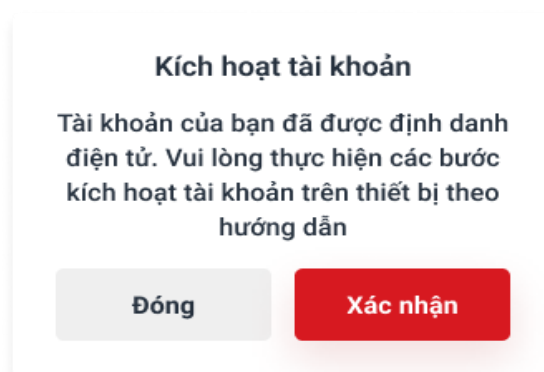 Kích hoạt tài khoản
Tài khoản của bạn đã được định danh
điện tử. Vui lòng thực hiện các bước
kích hoạt tài khoản trên thiết bị theo
hướng dẫn
Đóng
Xác nhận